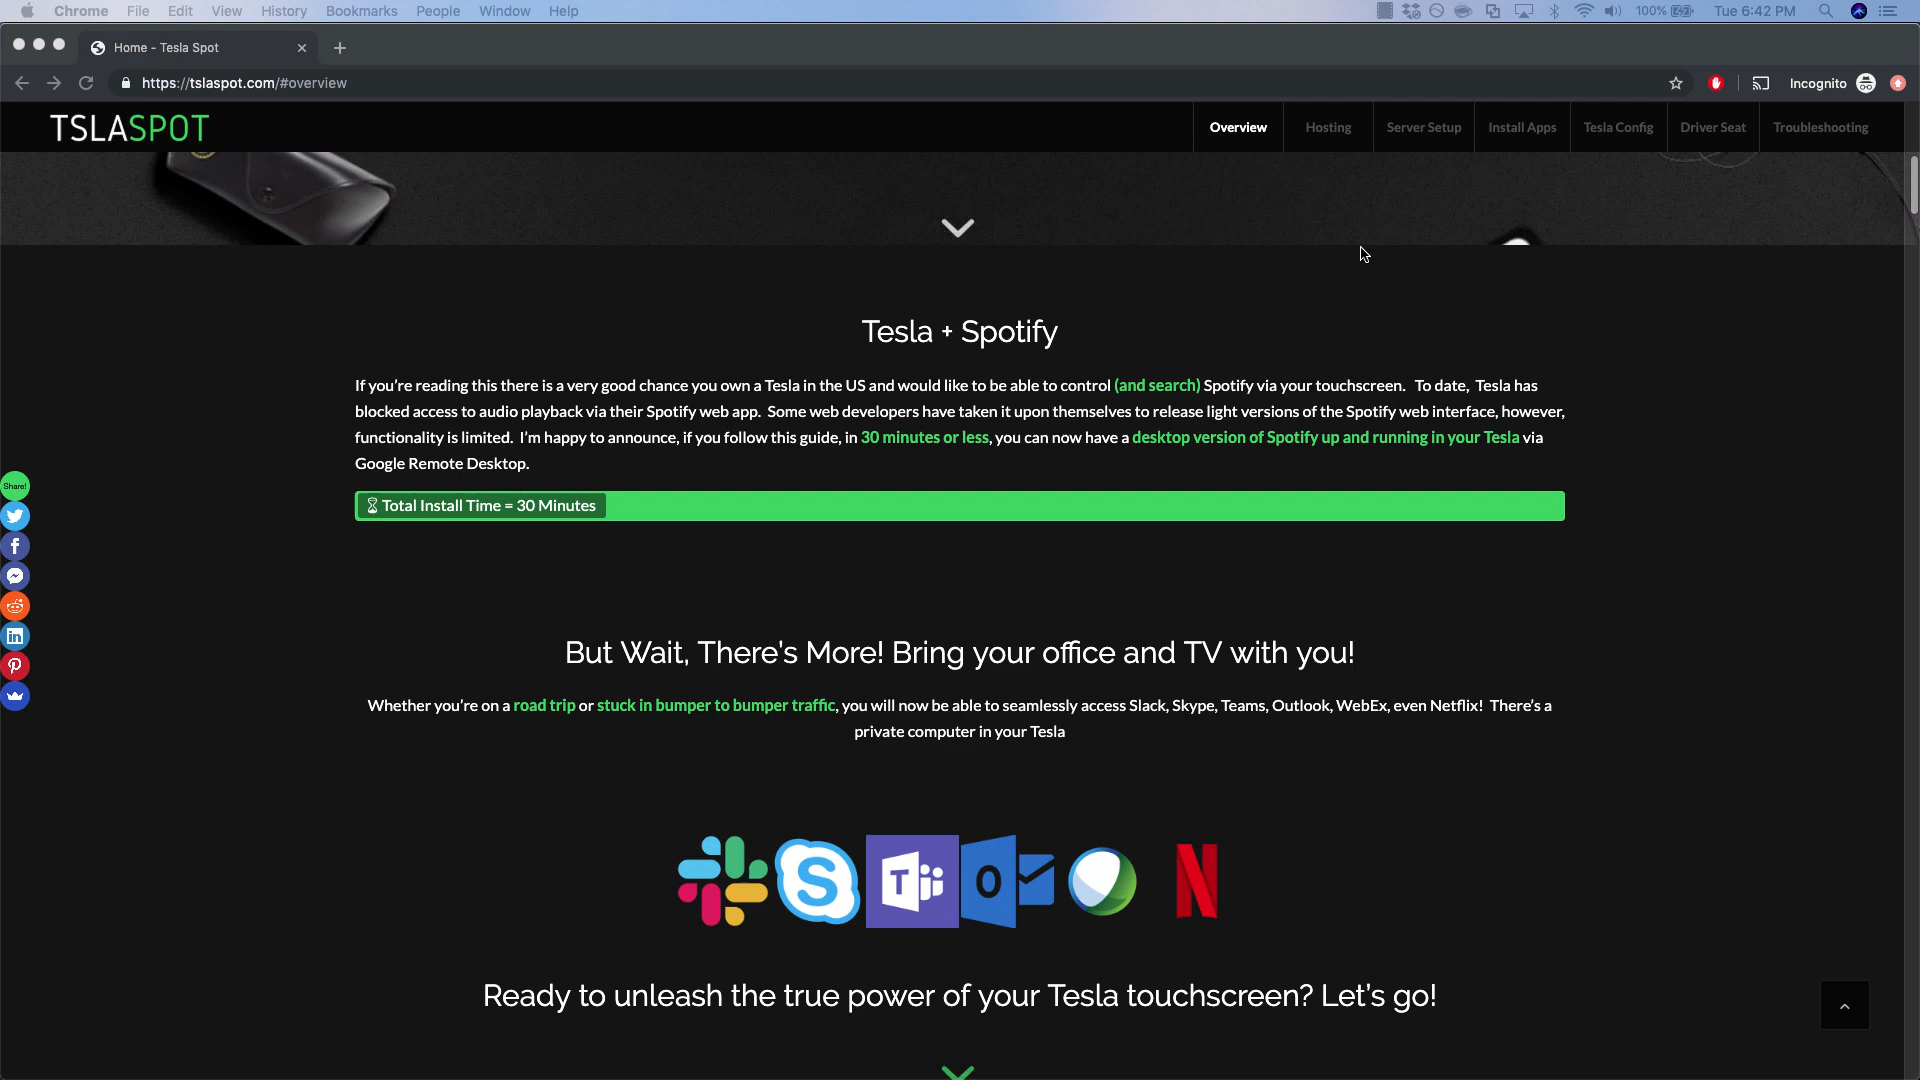 Chrome File Edit View History Bookmarks People Window Help 100% Tue 6:42 PM
Home - Tesla Spot
https://tslaspot.com/#overview Incognito
TSLASPOT Overview Hosting Server Setup Install Apps Tesla Config Driver Seat Troubleshooting
Tesla + Spotify
If you're reading this there is a very good chance you own a Tesla in the US and would like to be able to control (and search) Spotify via your touchscreen. To date, Tesla has
blocked access to audio playback via their Spotify web app. Some web developers have taken it upon themselves to release light versions of the Spotify web interface, however,
functionality is limited. I'm happy to announce, if you follow this guide, in 30 minutes or less, you can now have a desktop version of Spotify up and running in your Tesla via
Google Remote Desktop.
Share!
Total Install Time = 30 Minutes
But Wait, There's More! Bring your office and TV with you!
Whether you're on a road trip or stuck in bumper to bumper traffic, you will now be able to seamlessly access Slack, Skype, Teams, Outlook, WebEx, even Netflix! There's a
private computer in your Tesla
Ready to unleash the true power of your Tesla touchscreen? Let's go!